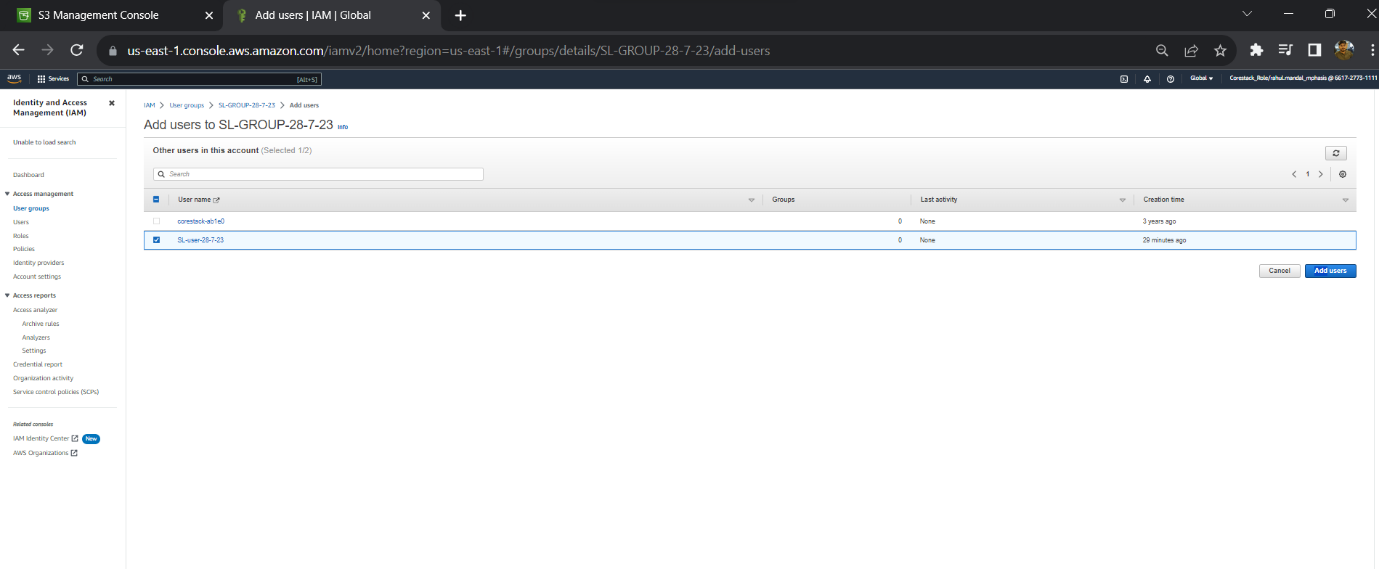 S3 Management Console
Add users | IAM | Global
us-east-1.console.aws.amazon.com/iamv2/home?region=us-east-1#/groups/details/SL-GROUP-28-7-23/add-users
aws Services Search [Alt+S] Global Corestack_Role/rahul.mandal_mphasis @ 6617-2773-1111
Identity and Access Management (IAM)
Unable to load search
Dashboard
Access management
User groups
Users
Roles
Policies
Identity providers
Account settings
Access reports
Access analyzer
Archive rules
Analyzers
Settings
Credential report
Organization activity
Service control policies (SCPs)
Related consoles
IAM Identity Center New
AWS Organizations
IAM > User groups > SL-GROUP-28-7-23 > Add users
Add users to SL-GROUP-28-7-23 Info
Other users in this account (Selected 1/2)
Search
1
User name Groups Last activity Creation time
corestack-ab1e0 0 None 3 years ago
SL-user-28-7-23 0 None 29 minutes ago
Cancel Add users